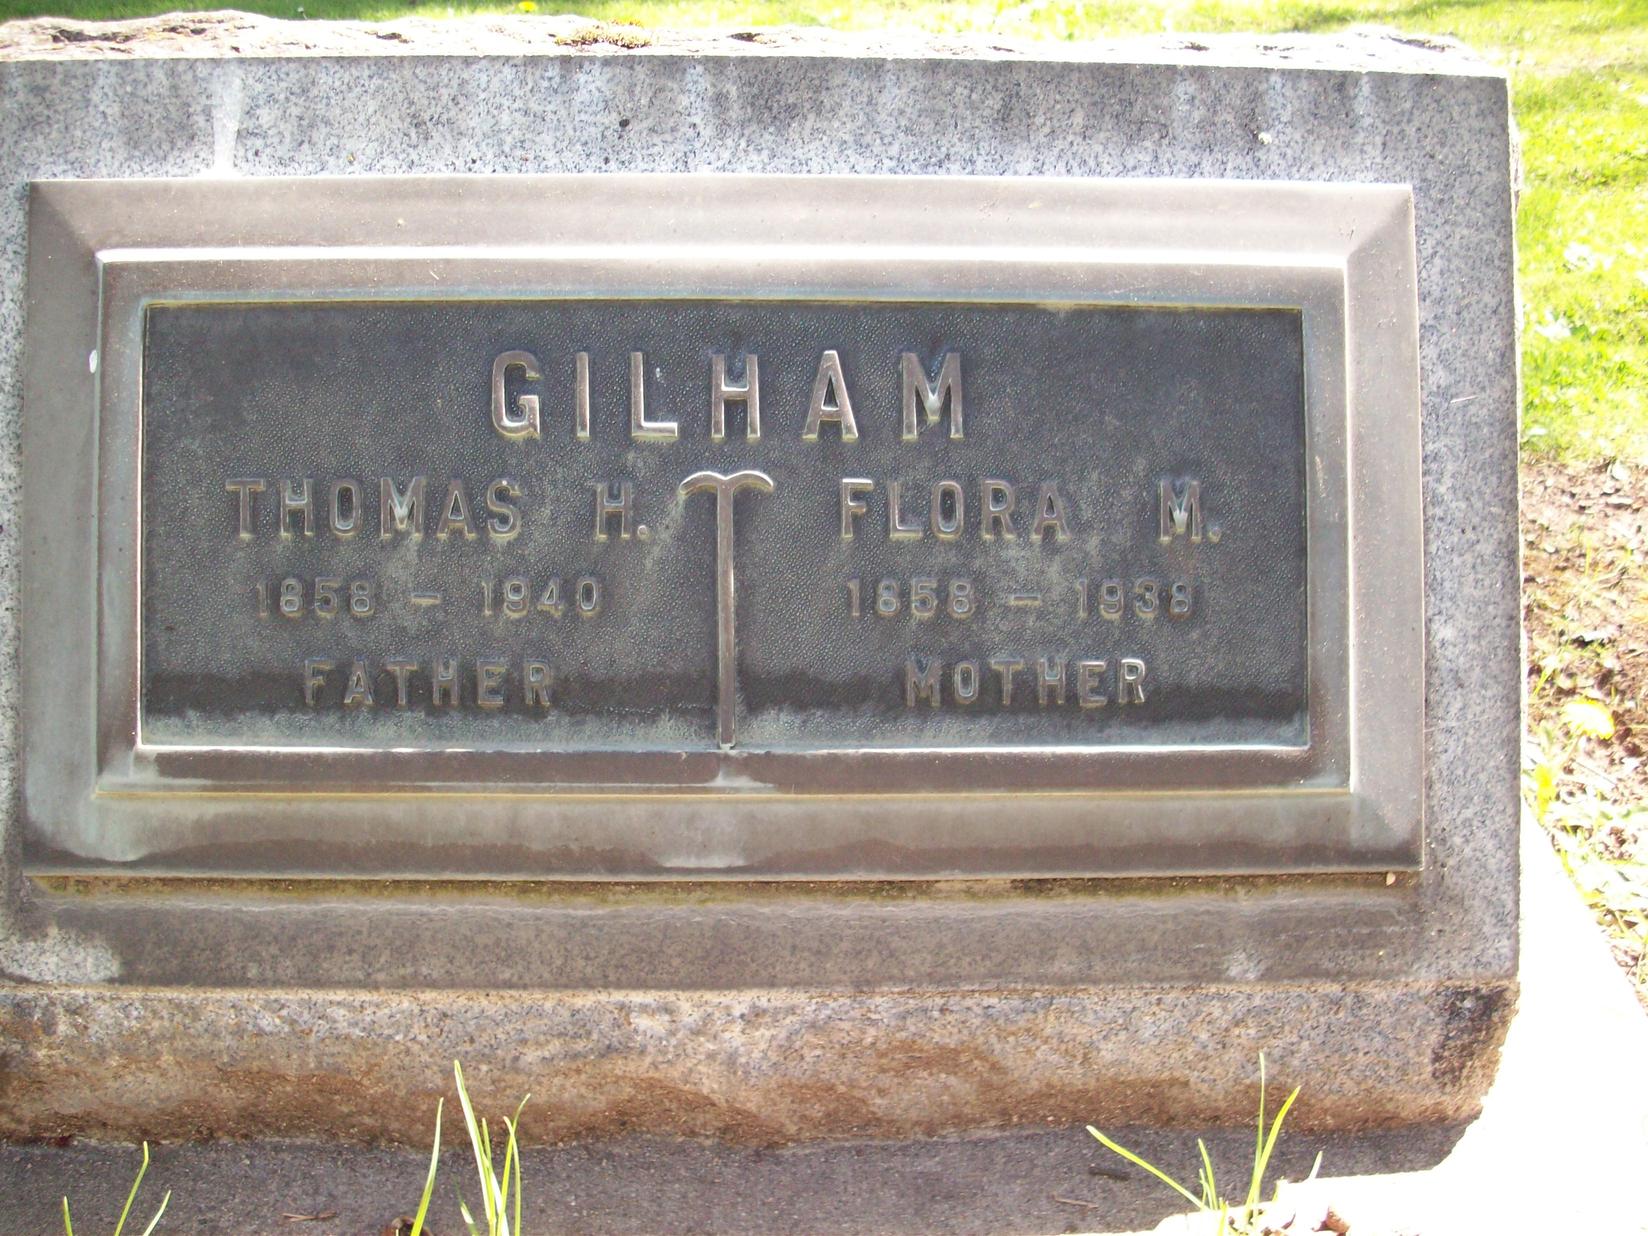 GILHAM
THOMAS H.
1858 - 1940
FATHER
FLORA M.
1858 - 1938
MOTHER